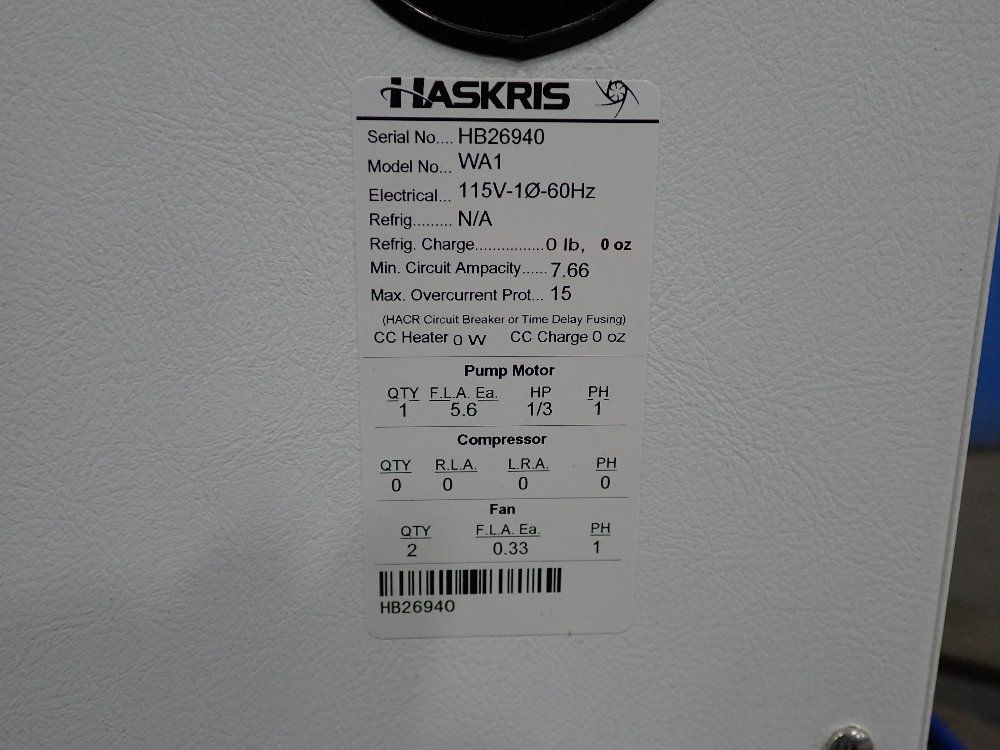 HASKRIS
Serial No.... HB26940
Model No... WA1
Electrical... 115V-1Ø-60Hz
Refrig......... N/A
Refrig. Charge................0 lb, 0 oz
Min. Circuit Ampacity...... 7.66
Max. Overcurrent Prot... 15
(HACR Circuit Breaker or Time Delay Fusing)
CC Heater 0 W CC Charge 0 oz
Pump Motor
QTY F.L.A. Ea. HP PH
1 5.6 1/3 1
Compressor
QTY R.L.A. L.R.A. PH
0 0 0 0
Fan
QTY F.L.A. Ea. PH
2 0.33 1
HB26940